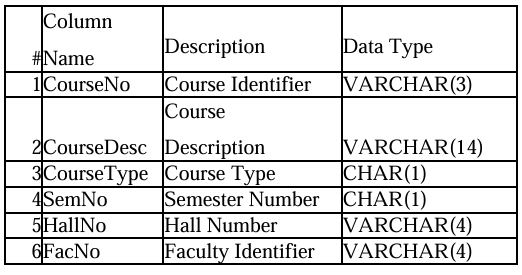 Column
#Name Description Data Type
1 CourseNo Course Identifier VARCHAR(3)
Course
2 CourseDesc Description VARCHAR(14)
3 CourseType Course Type CHAR(1)
4 SemNo Semester Number CHAR(1)
5 HallNo Hall Number VARCHAR(4)
6 FacNo Faculty Identifier VARCHAR(4)